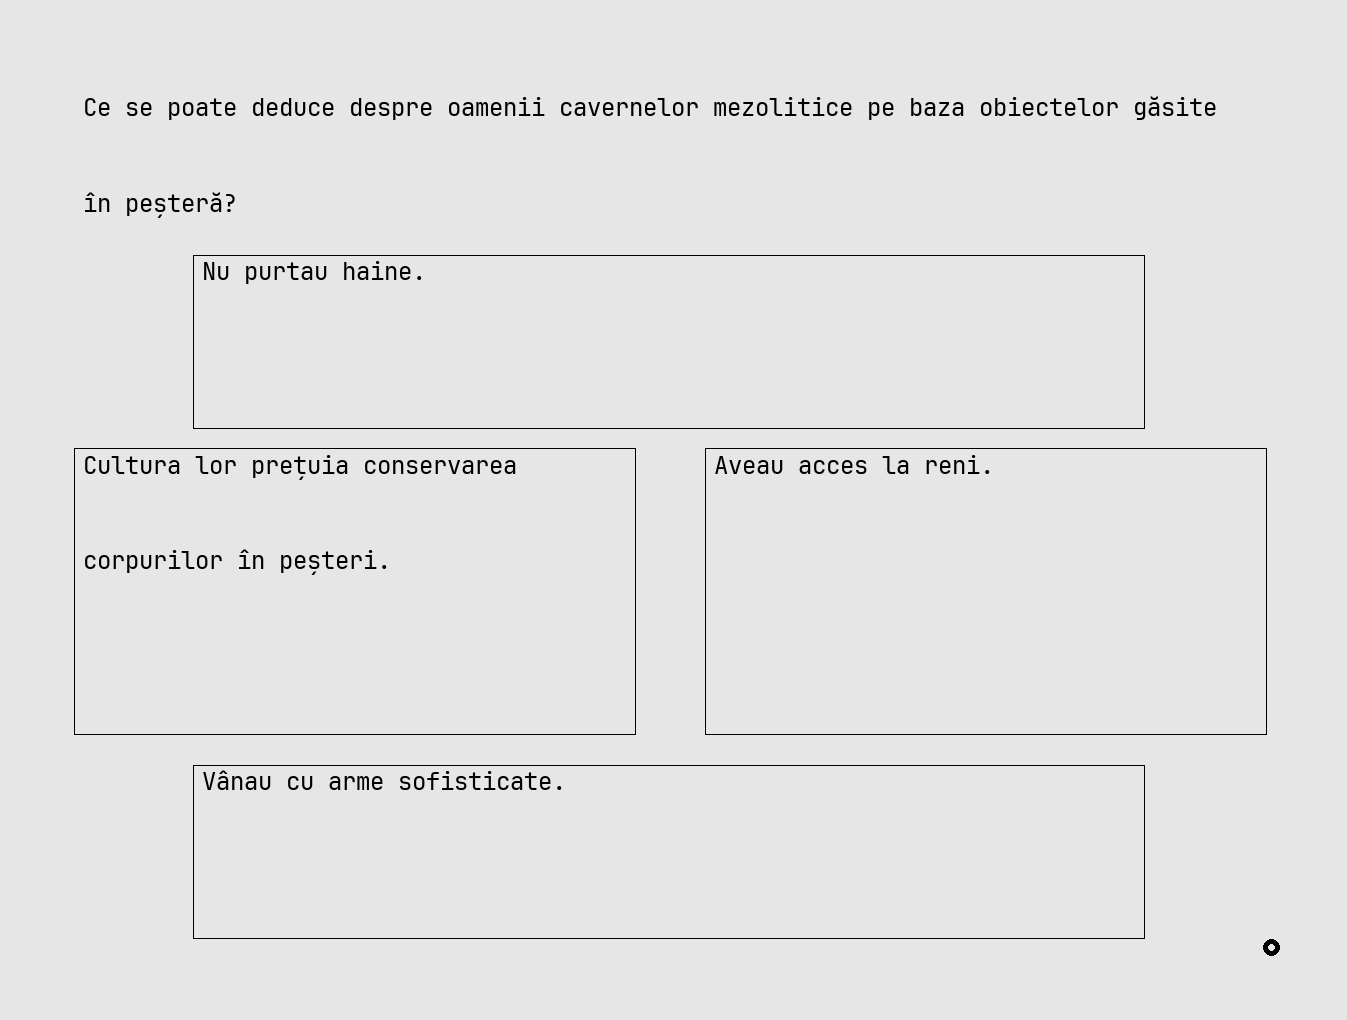 Ce se poate deduce despre oamenii cavernelor mezolitice pe baza obiectelor găsite
în peșteră?
Nu purtau haine.
Cultura lor prețuia conservarea
corpurilor în peșteri.
Aveau acces la reni.
Vânau cu arme sofisticate.